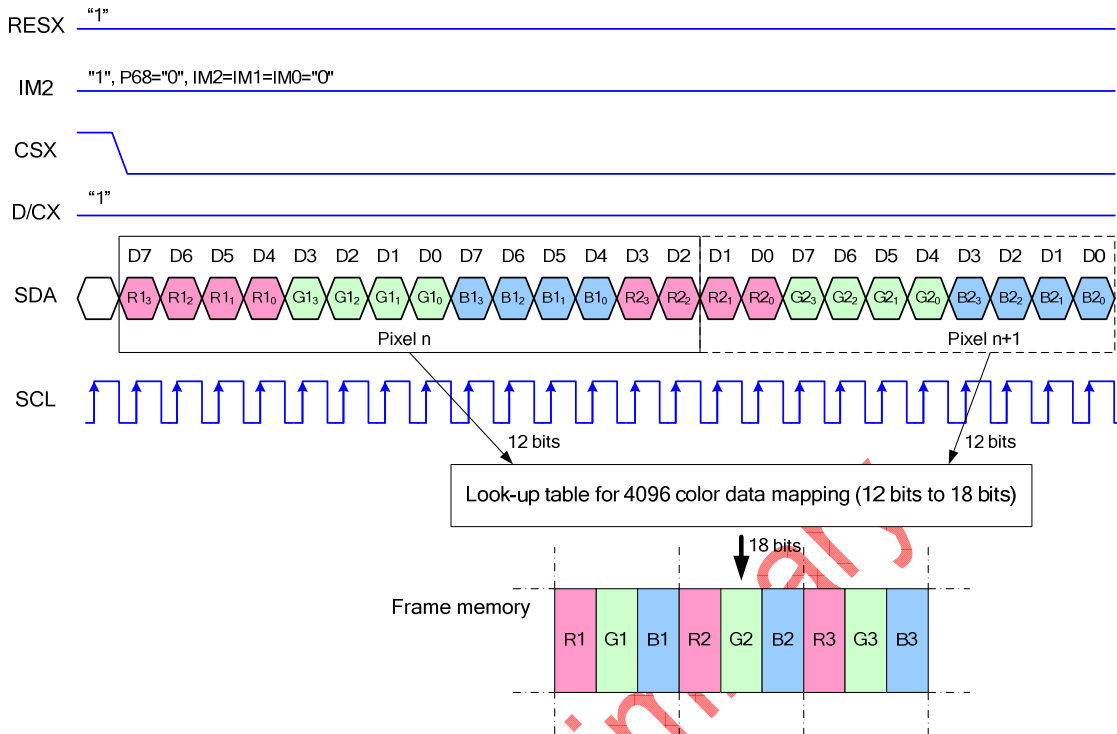 RESX "1"
IM2 "1", P68="0", IM2=IM1=IM0="0"
CSX
D/CX "1"
D7 D6 D5 D4 D3 D2 D1 D0 D7 D6 D5 D4 D3 D2 D1 D0 D7 D6 D5 D4 D3 D2 D1 D0
SDA R1₃ R1₂ R1₁ R1₀ G1₃ G1₂ G1₁ G1₀ B1₃ B1₂ B1₁ B1₀ R2₃ R2₂ R2₁ R2₀ G2₃ G2₂ G2₁ G2₀ B2₃ B2₂ B2₁ B2₀
Pixel n Pixel n+1
SCL
12 bits 12 bits
Look-up table for 4096 color data mapping (12 bits to 18 bits)
18 bits
Frame memory
R1 G1 B1 R2 G2 B2 R3 G3 B3